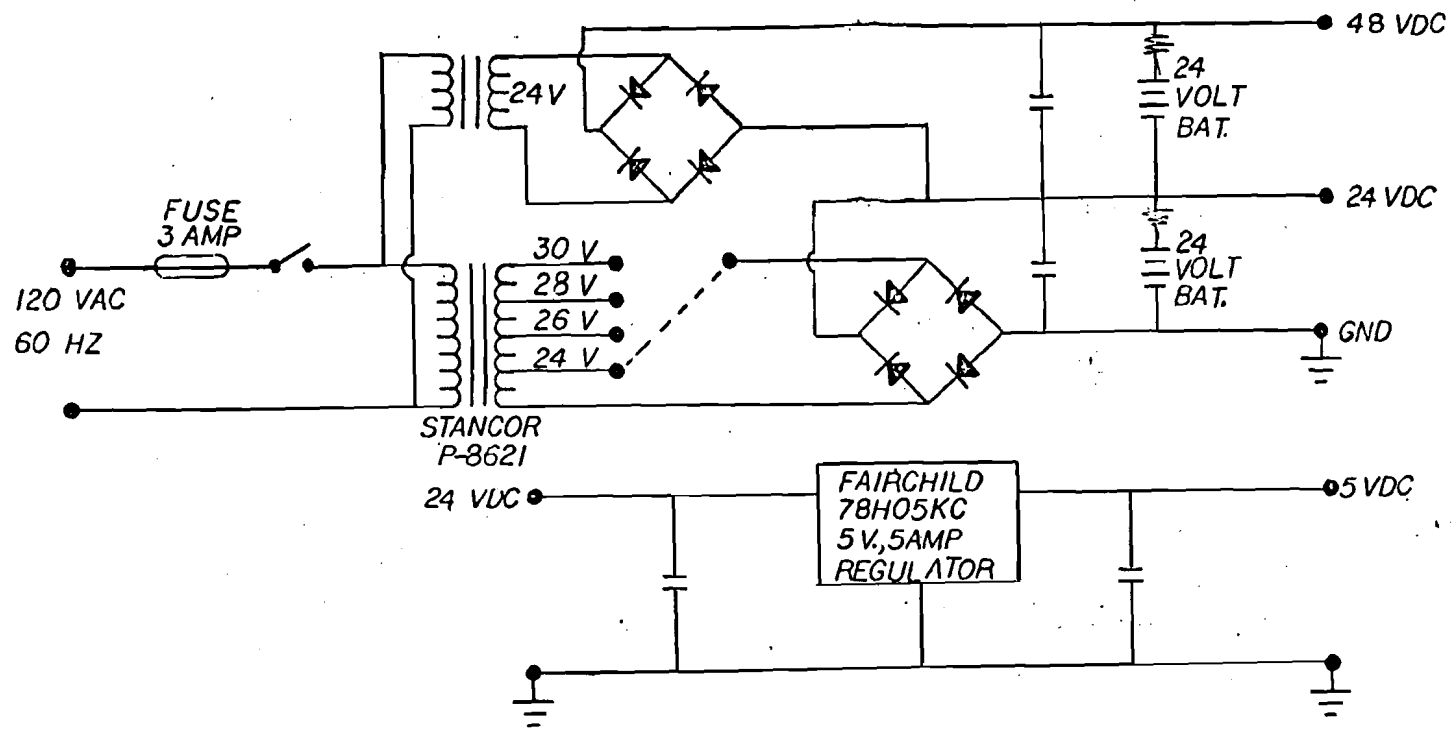 48 VDC
24 V
24
VOLT
BAT.
24 VDC
FUSE
3 AMP
30 V
28 V
26 V
24 V
24
VOLT
BAT.
120 VAC
60 HZ
GND
STANCOR
P-8621
24 VDC
FAIRCHILD
78H05KC
5 V., 5AMP
REGULATOR
5 VDC